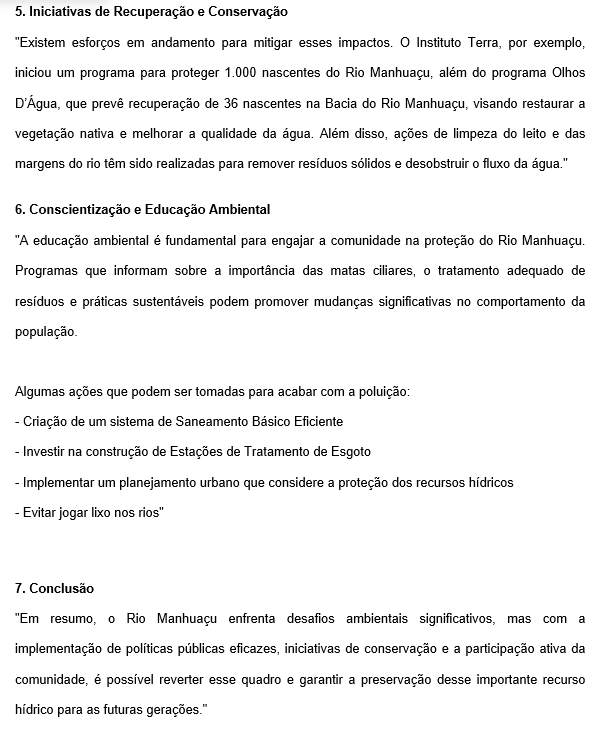 5. Iniciativas de Recuperação e Conservação
"Existem esforços em andamento para mitigar esses impactos. O Instituto Terra, por exemplo,
iniciou um programa para proteger 1.000 nascentes do Rio Manhuaçu, além do programa Olhos
D'Água, que prevê recuperação de 36 nascentes na Bacia do Rio Manhuaçu, visando restaurar a
vegetação nativa e melhorar a qualidade da água. Além disso, ações de limpeza do leito e das
margens do rio têm sido realizadas para remover resíduos sólidos e desobstruir o fluxo da água."
6. Conscientização e Educação Ambiental
"A educação ambiental é fundamental para engajar a comunidade na proteção do Rio Manhuaçu.
Programas que informam sobre a importância das matas ciliares, o tratamento adequado de
resíduos e práticas sustentáveis podem promover mudanças significativas no comportamento da
população.
Algumas ações que podem ser tomadas para acabar com a poluição:
- Criação de um sistema de Saneamento Básico Eficiente
- Investir na construção de Estações de Tratamento de Esgoto
- Implementar um planejamento urbano que considere a proteção dos recursos hídricos
- Evitar jogar lixo nos rios"
7. Conclusão
"Em resumo, o Rio Manhuaçu enfrenta desafios ambientais significativos, mas com a
implementação de políticas públicas eficazes, iniciativas de conservação e a participação ativa da
comunidade, é possível reverter esse quadro e garantir a preservação desse importante recurso
hídrico para as futuras gerações."